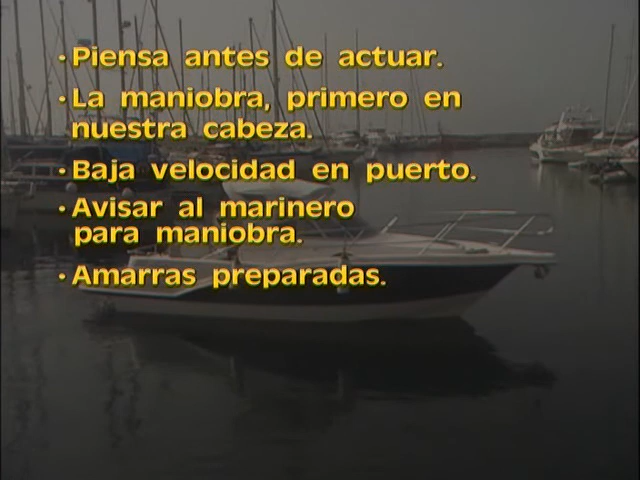 · Piensa antes de actuar.
· La maniobra, primero en
nuestra cabeza.
· Baja velocidad en puerto.
· Avisar al marinero
para maniobra.
· Amarras preparadas.